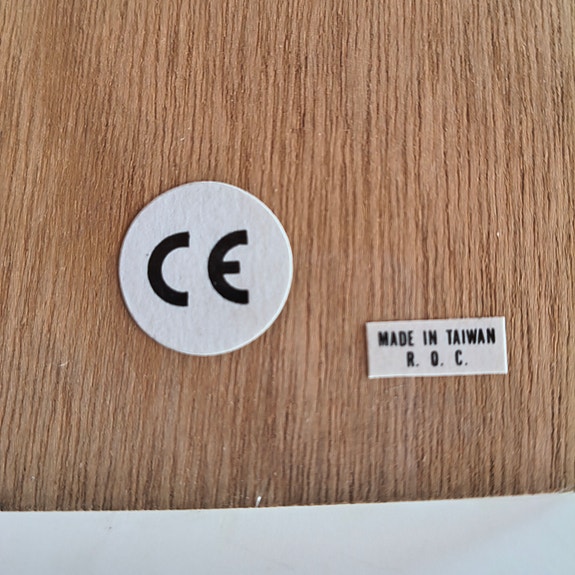 CE
MADE IN TAIWAN
R. O. C.